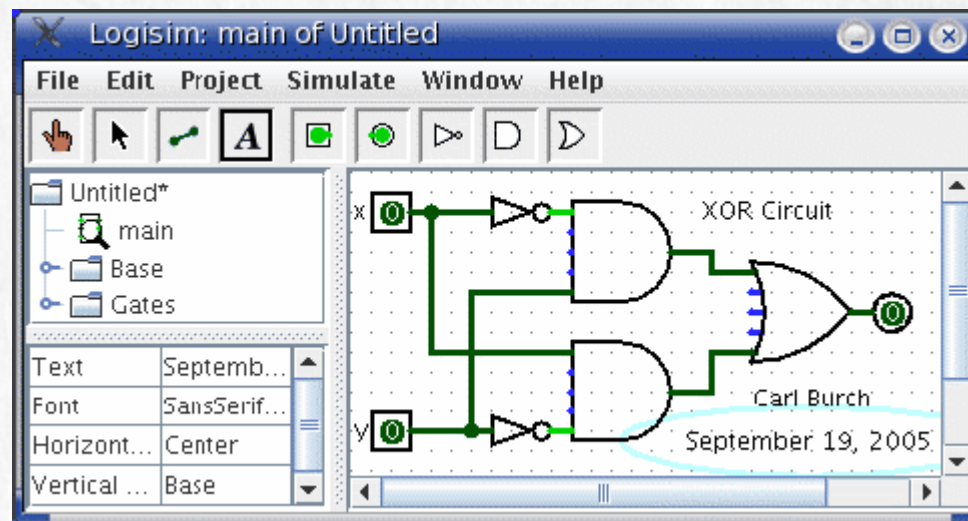 Logisim: main of Untitled
File Edit Project Simulate Window Help
A
Untitled*
main
Base
Gates
Text Septemb...
Font SansSerif...
Horizont... Center
Vertical ... Base
x 0
XOR Circuit
0
y 0
Carl Burch
September 19, 2005